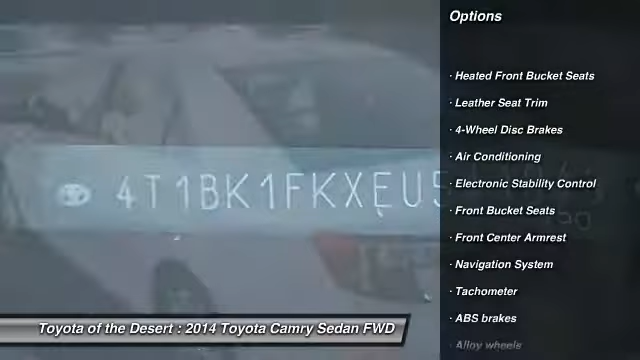 Options
· Heated Front Bucket Seats
· Leather Seat Trim
· 4-Wheel Disc Brakes
· Air Conditioning
· Electronic Stability Control
· Front Bucket Seats
· Front Center Armrest
· Navigation System
· Tachometer
· ABS brakes
· Alloy wheels
4T1BK1FKXEU5
Toyota of the Desert : 2014 Toyota Camry Sedan FWD